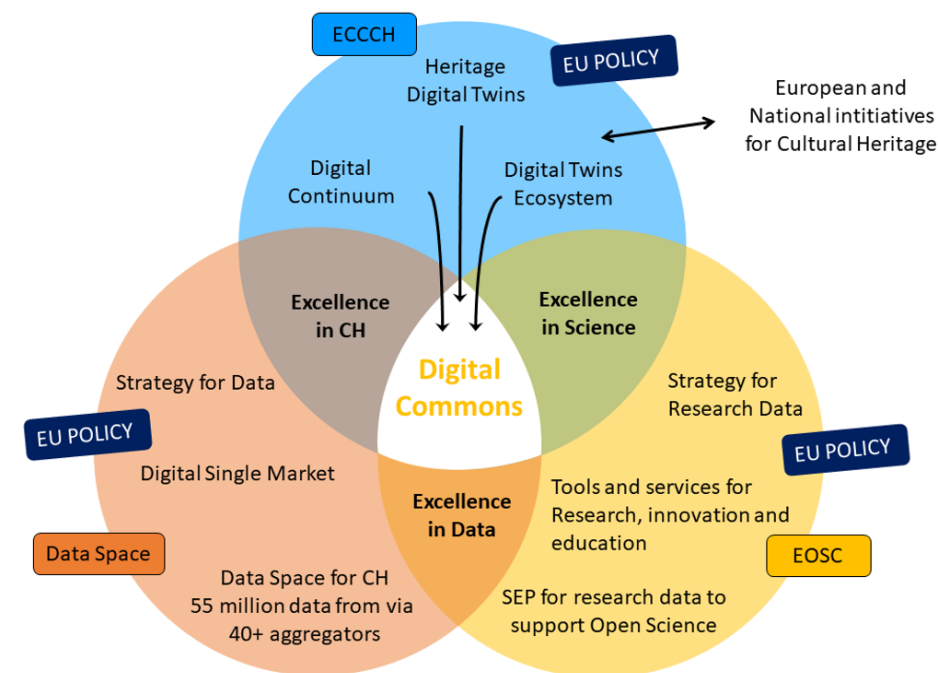 ECCCH
EU POLICY
Heritage
Digital Twins
European and
National intitiatives
for Cultural Heritage
Digital
Continuum
Digital Twins
Ecosystem
Excellence
in CH
Excellence
in Science
Digital
Commons
Strategy for Data
Strategy for
Research Data
EU POLICY
EU POLICY
Digital Single Market
Excellence
in Data
Tools and services for
Research, innovation and
education
Data Space
EOSC
Data Space for CH
55 million data from via
40+ aggregators
SEP for research data to
support Open Science